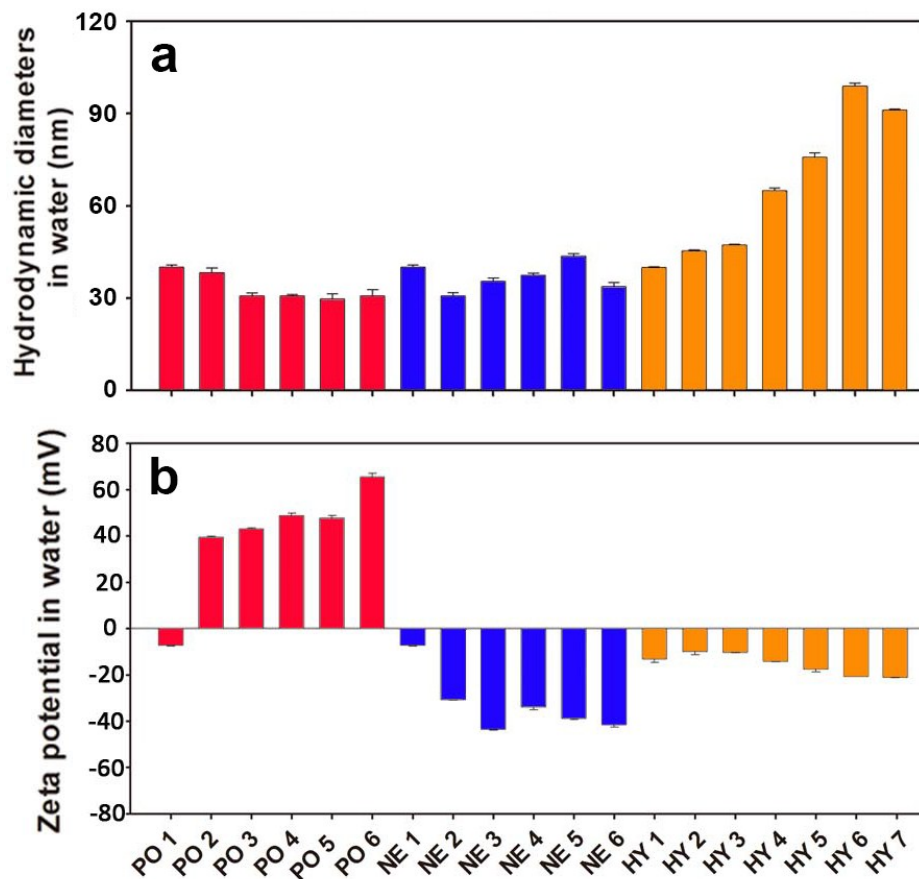 a
Hydrodynamic diameters
in water (nm)
120
90
60
30
0
b
Zeta potential in water (mV)
80
60
40
20
0
-20
-40
-60
-80
PO 1
PO 2
PO 3
PO 4
PO 5
PO 6
NE 1
NE 2
NE 3
NE 4
NE 5
NE 6
HY 1
HY 2
HY 3
HY 4
HY 5
HY 6
HY 7